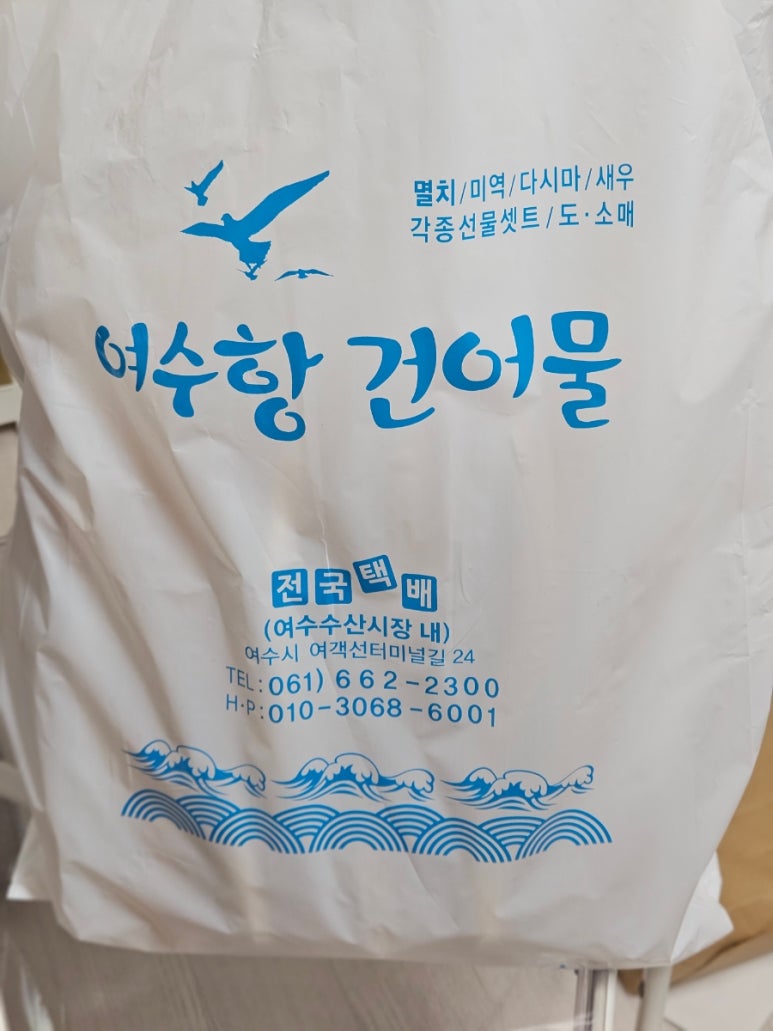 멸치/미역/다시마/새우
각종선물셋트/도·소매
여수항 건어물
전국택배
(여수수산시장 내)
여수시 여객선터미널길 24
TEL : 061) 662-2300
H·P : 010-3068-6001